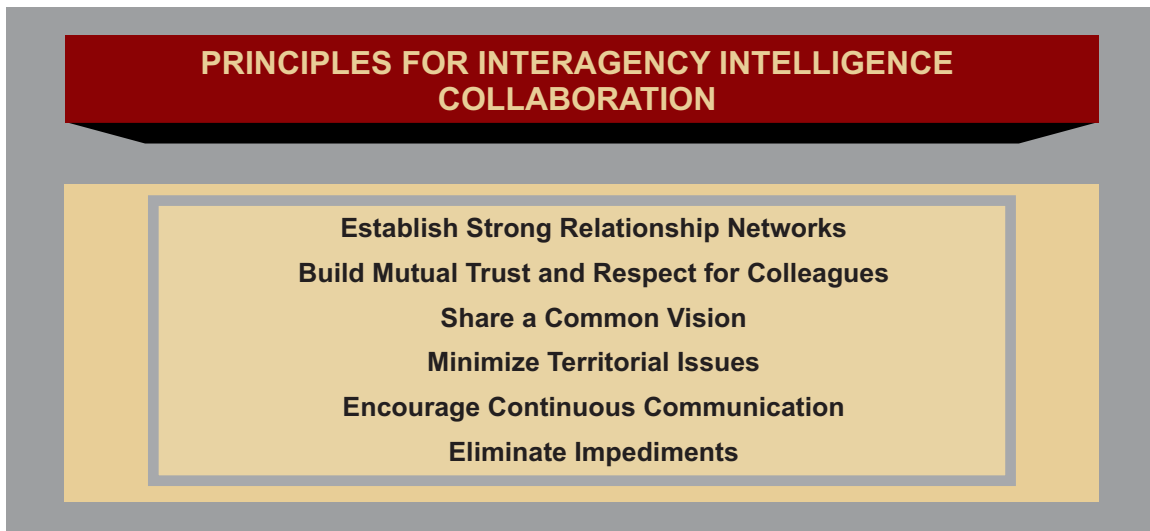 PRINCIPLES FOR INTERAGENCY INTELLIGENCE
COLLABORATION
Establish Strong Relationship Networks
Build Mutual Trust and Respect for Colleagues
Share a Common Vision
Minimize Territorial Issues
Encourage Continuous Communication
Eliminate Impediments